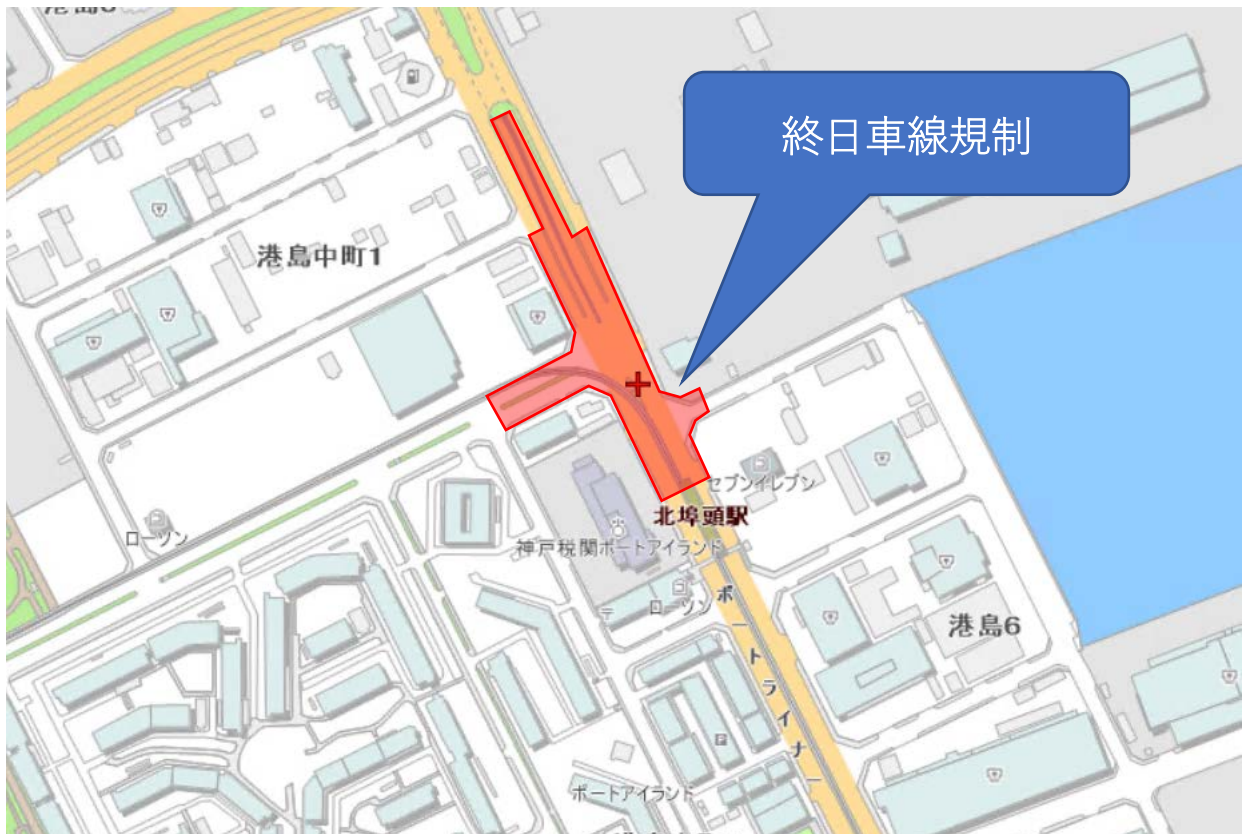 終日車線規制
港島中町1
セブンイレブン
北埠頭駅
ローソン
神戸税関ポートアイランド
ローソン
ポートライナー
港島6
ポートアイランド